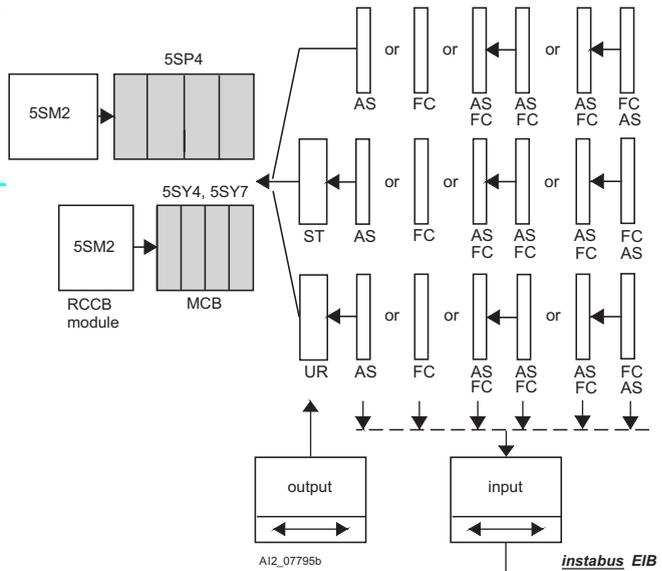 or or or
5SP4
5SM2
AS FC AS AS AS FC
FC FC FC AS
5SY4, 5SY7
or or or
5SM2
ST AS FC AS AS AS FC
FC FC FC AS
RCCB MCB
module
or or or
UR AS FC AS AS AS FC
FC FC FC AS
output input
AI2_07795b
instabus EIB